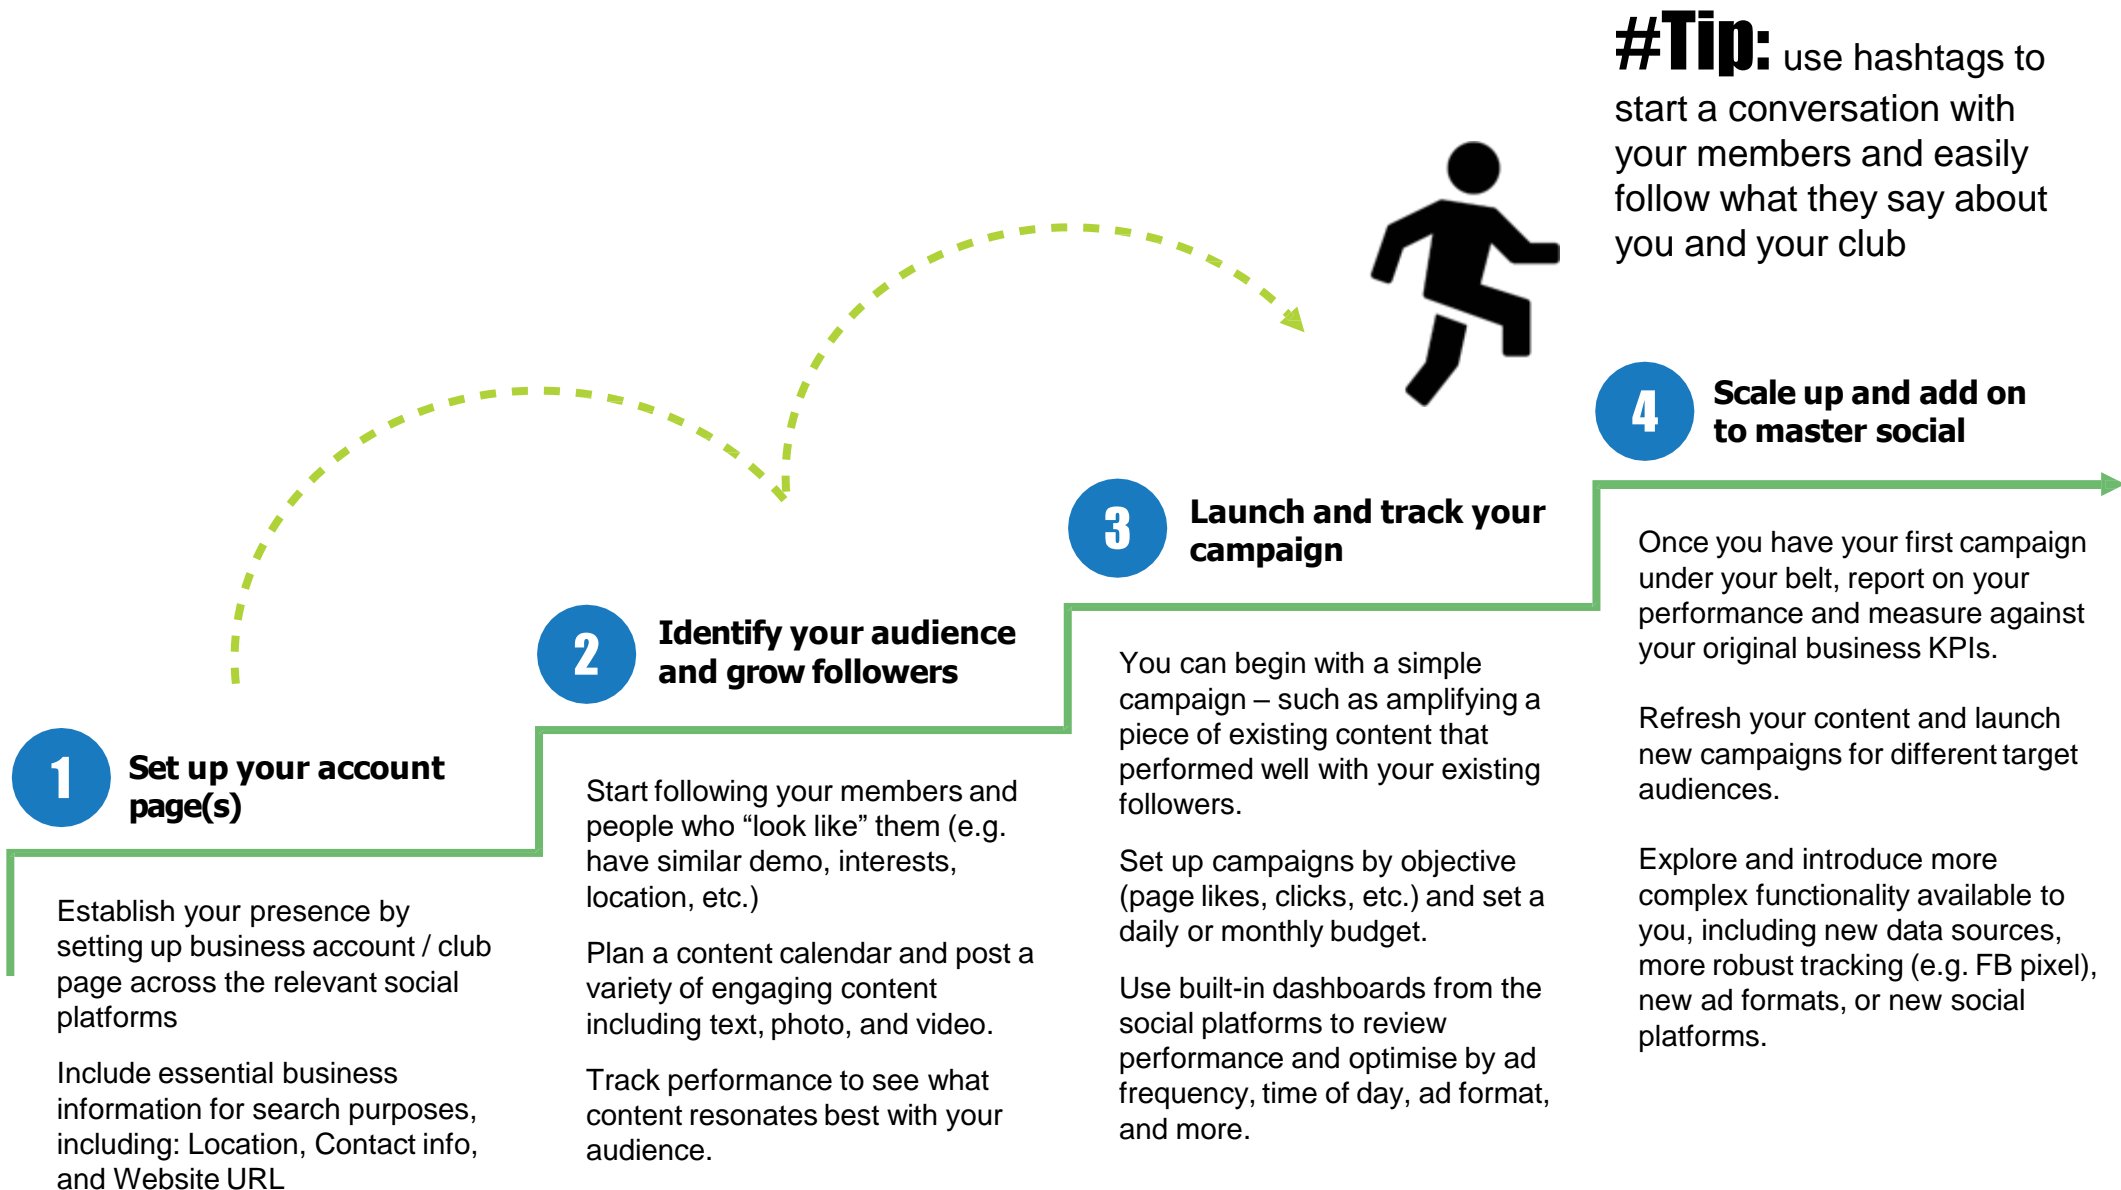 #Tip: use hashtags to
start a conversation with
your members and easily
follow what they say about
you and your club
1
Set up your account
page(s)
Establish your presence by
setting up business account / club
page across the relevant social
platforms
Include essential business
information for search purposes,
including: Location, Contact info,
and Website URL
2
Identify your audience
and grow followers
Start following your members and
people who “look like” them (e.g.
have similar demo, interests,
location, etc.)
Plan a content calendar and post a
variety of engaging content
including text, photo, and video.
Track performance to see what
content resonates best with your
audience.
3
Launch and track your
campaign
You can begin with a simple
campaign – such as amplifying a
piece of existing content that
performed well with your existing
followers.
Set up campaigns by objective
(page likes, clicks, etc.) and set a
daily or monthly budget.
Use built-in dashboards from the
social platforms to review
performance and optimise by ad
frequency, time of day, ad format,
and more.
4
Scale up and add on
to master social
Once you have your first campaign
under your belt, report on your
performance and measure against
your original business KPIs.
Refresh your content and launch
new campaigns for different target
audiences.
Explore and introduce more
complex functionality available to
you, including new data sources,
more robust tracking (e.g. FB pixel),
new ad formats, or new social
platforms.